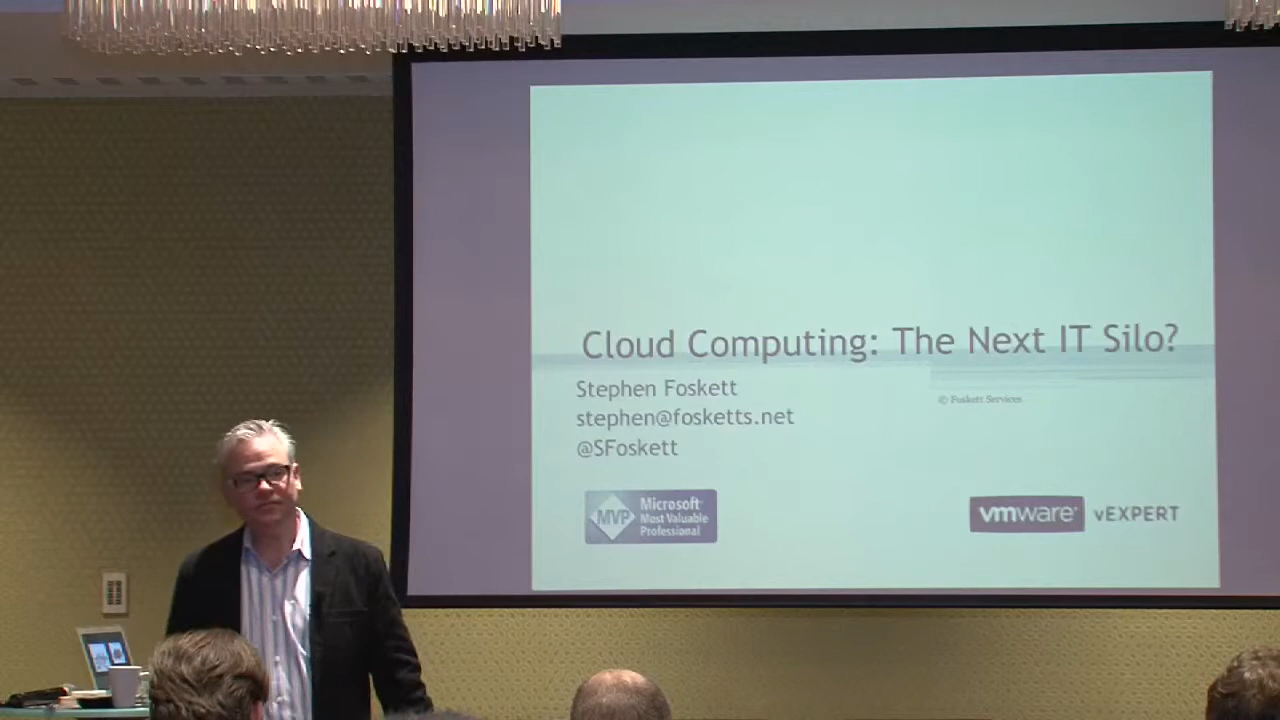 Cloud Computing: The Next IT Silo?
Stephen Foskett
© Foskett Services
stephen@fosketts.net
@SFoskett
MVP
Microsoft
Most Valuable
Professional
vmware vEXPERT